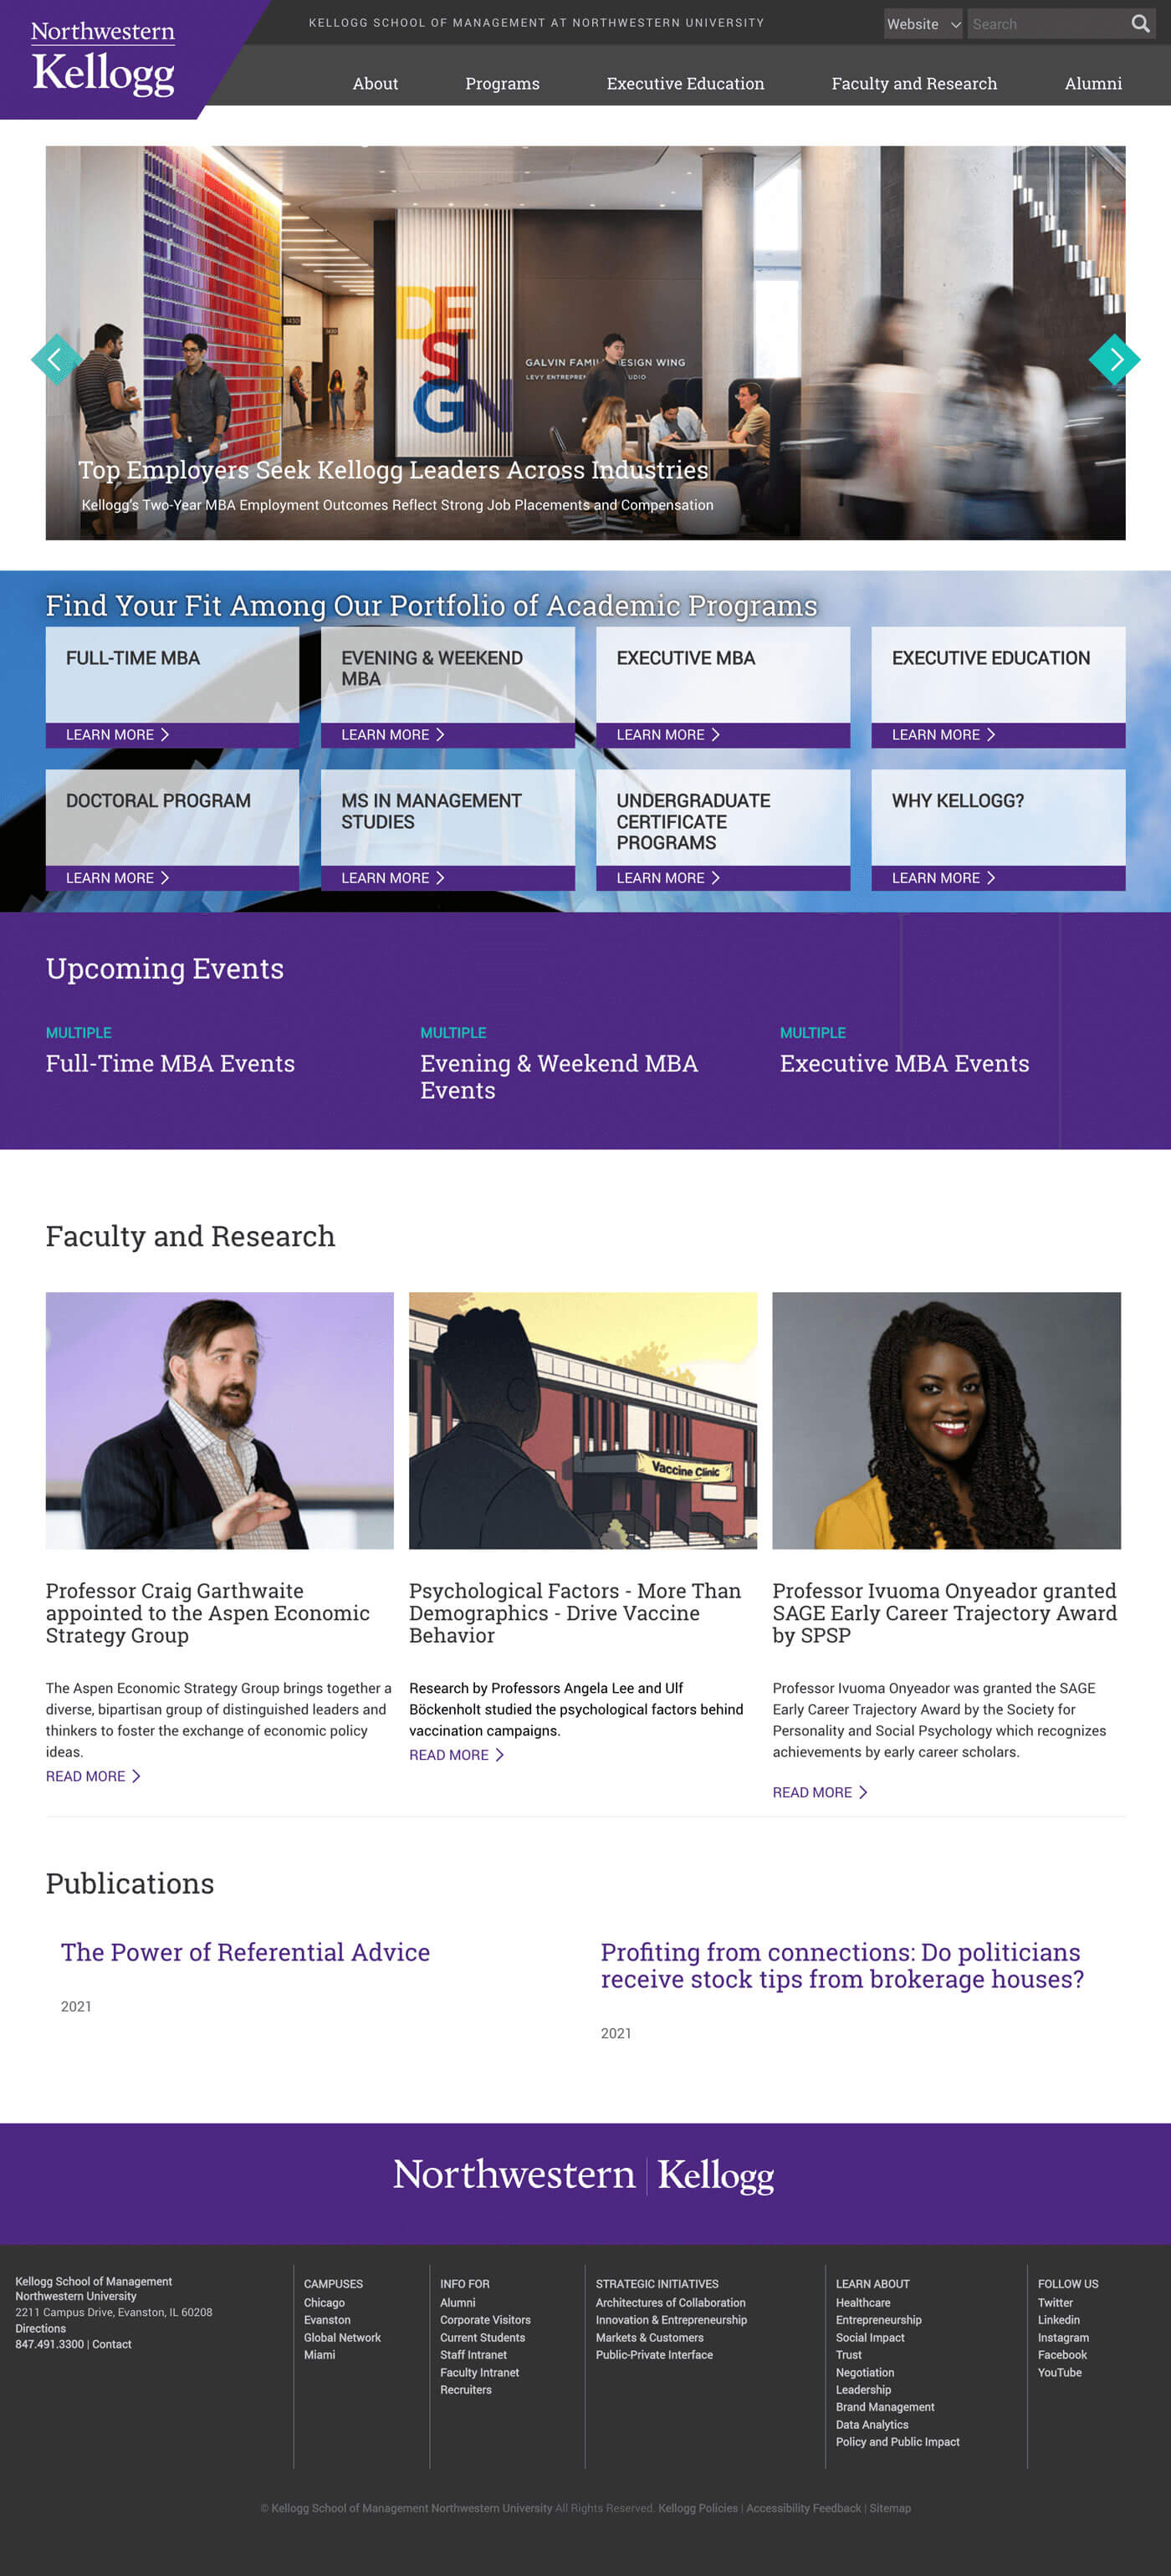 Northwestern
Kellogg
KELLOGG SCHOOL OF MANAGEMENT AT NORTHWESTERN UNIVERSITY
Website
Search
About
Programs
Executive Education
Faculty and Research
Alumni
1430
DESIGN
GALVIN FAMI ESIGN WING
LEVY ENTREPRE UDIO
Top Employers Seek Kellogg Leaders Across Industries
Kellogg's Two-Year MBA Employment Outcomes Reflect Strong Job Placements and Compensation
Find Your Fit Among Our Portfolio of Academic Programs
FULL-TIME MBA
LEARN MORE
EVENING & WEEKEND
MBA
LEARN MORE
EXECUTIVE MBA
LEARN MORE
EXECUTIVE EDUCATION
LEARN MORE
DOCTORAL PROGRAM
LEARN MORE
MS IN MANAGEMENT
STUDIES
LEARN MORE
UNDERGRADUATE
CERTIFICATE
PROGRAMS
LEARN MORE
WHY KELLOGG?
LEARN MORE
Upcoming Events
MULTIPLE
Full-Time MBA Events
MULTIPLE
Evening & Weekend MBA
Events
MULTIPLE
Executive MBA Events
Faculty and Research
Professor Craig Garthwaite
appointed to the Aspen Economic
Strategy Group
The Aspen Economic Strategy Group brings together a
diverse, bipartisan group of distinguished leaders and
thinkers to foster the exchange of economic policy
ideas.
READ MORE
Vaccine Clinic
Psychological Factors - More Than
Demographics - Drive Vaccine
Behavior
Research by Professors Angela Lee and Ulf
Böckenholt studied the psychological factors behind
vaccination campaigns.
READ MORE
Professor Ivuoma Onyeador granted
SAGE Early Career Trajectory Award
by SPSP
Professor Ivuoma Onyeador was granted the SAGE
Early Career Trajectory Award by the Society for
Personality and Social Psychology which recognizes
achievements by early career scholars.
READ MORE
Publications
The Power of Referential Advice
2021
Profiting from connections: Do politicians
receive stock tips from brokerage houses?
2021
Northwestern | Kellogg
Kellogg School of Management
Northwestern University
2211 Campus Drive, Evanston, IL 60208
Directions
847.491.3300 | Contact
CAMPUSES
Chicago
Evanston
Global Network
Miami
INFO FOR
Alumni
Corporate Visitors
Current Students
Staff Intranet
Faculty Intranet
Recruiters
STRATEGIC INITIATIVES
Architectures of Collaboration
Innovation & Entrepreneurship
Markets & Customers
Public-Private Interface
LEARN ABOUT
Healthcare
Entrepreneurship
Social Impact
Trust
Negotiation
Leadership
Brand Management
Data Analytics
Policy and Public Impact
FOLLOW US
Twitter
Linkedin
Instagram
Facebook
YouTube
© Kellogg School of Management Northwestern University All Rights Reserved. Kellogg Policies | Accessibility Feedback | Sitemap